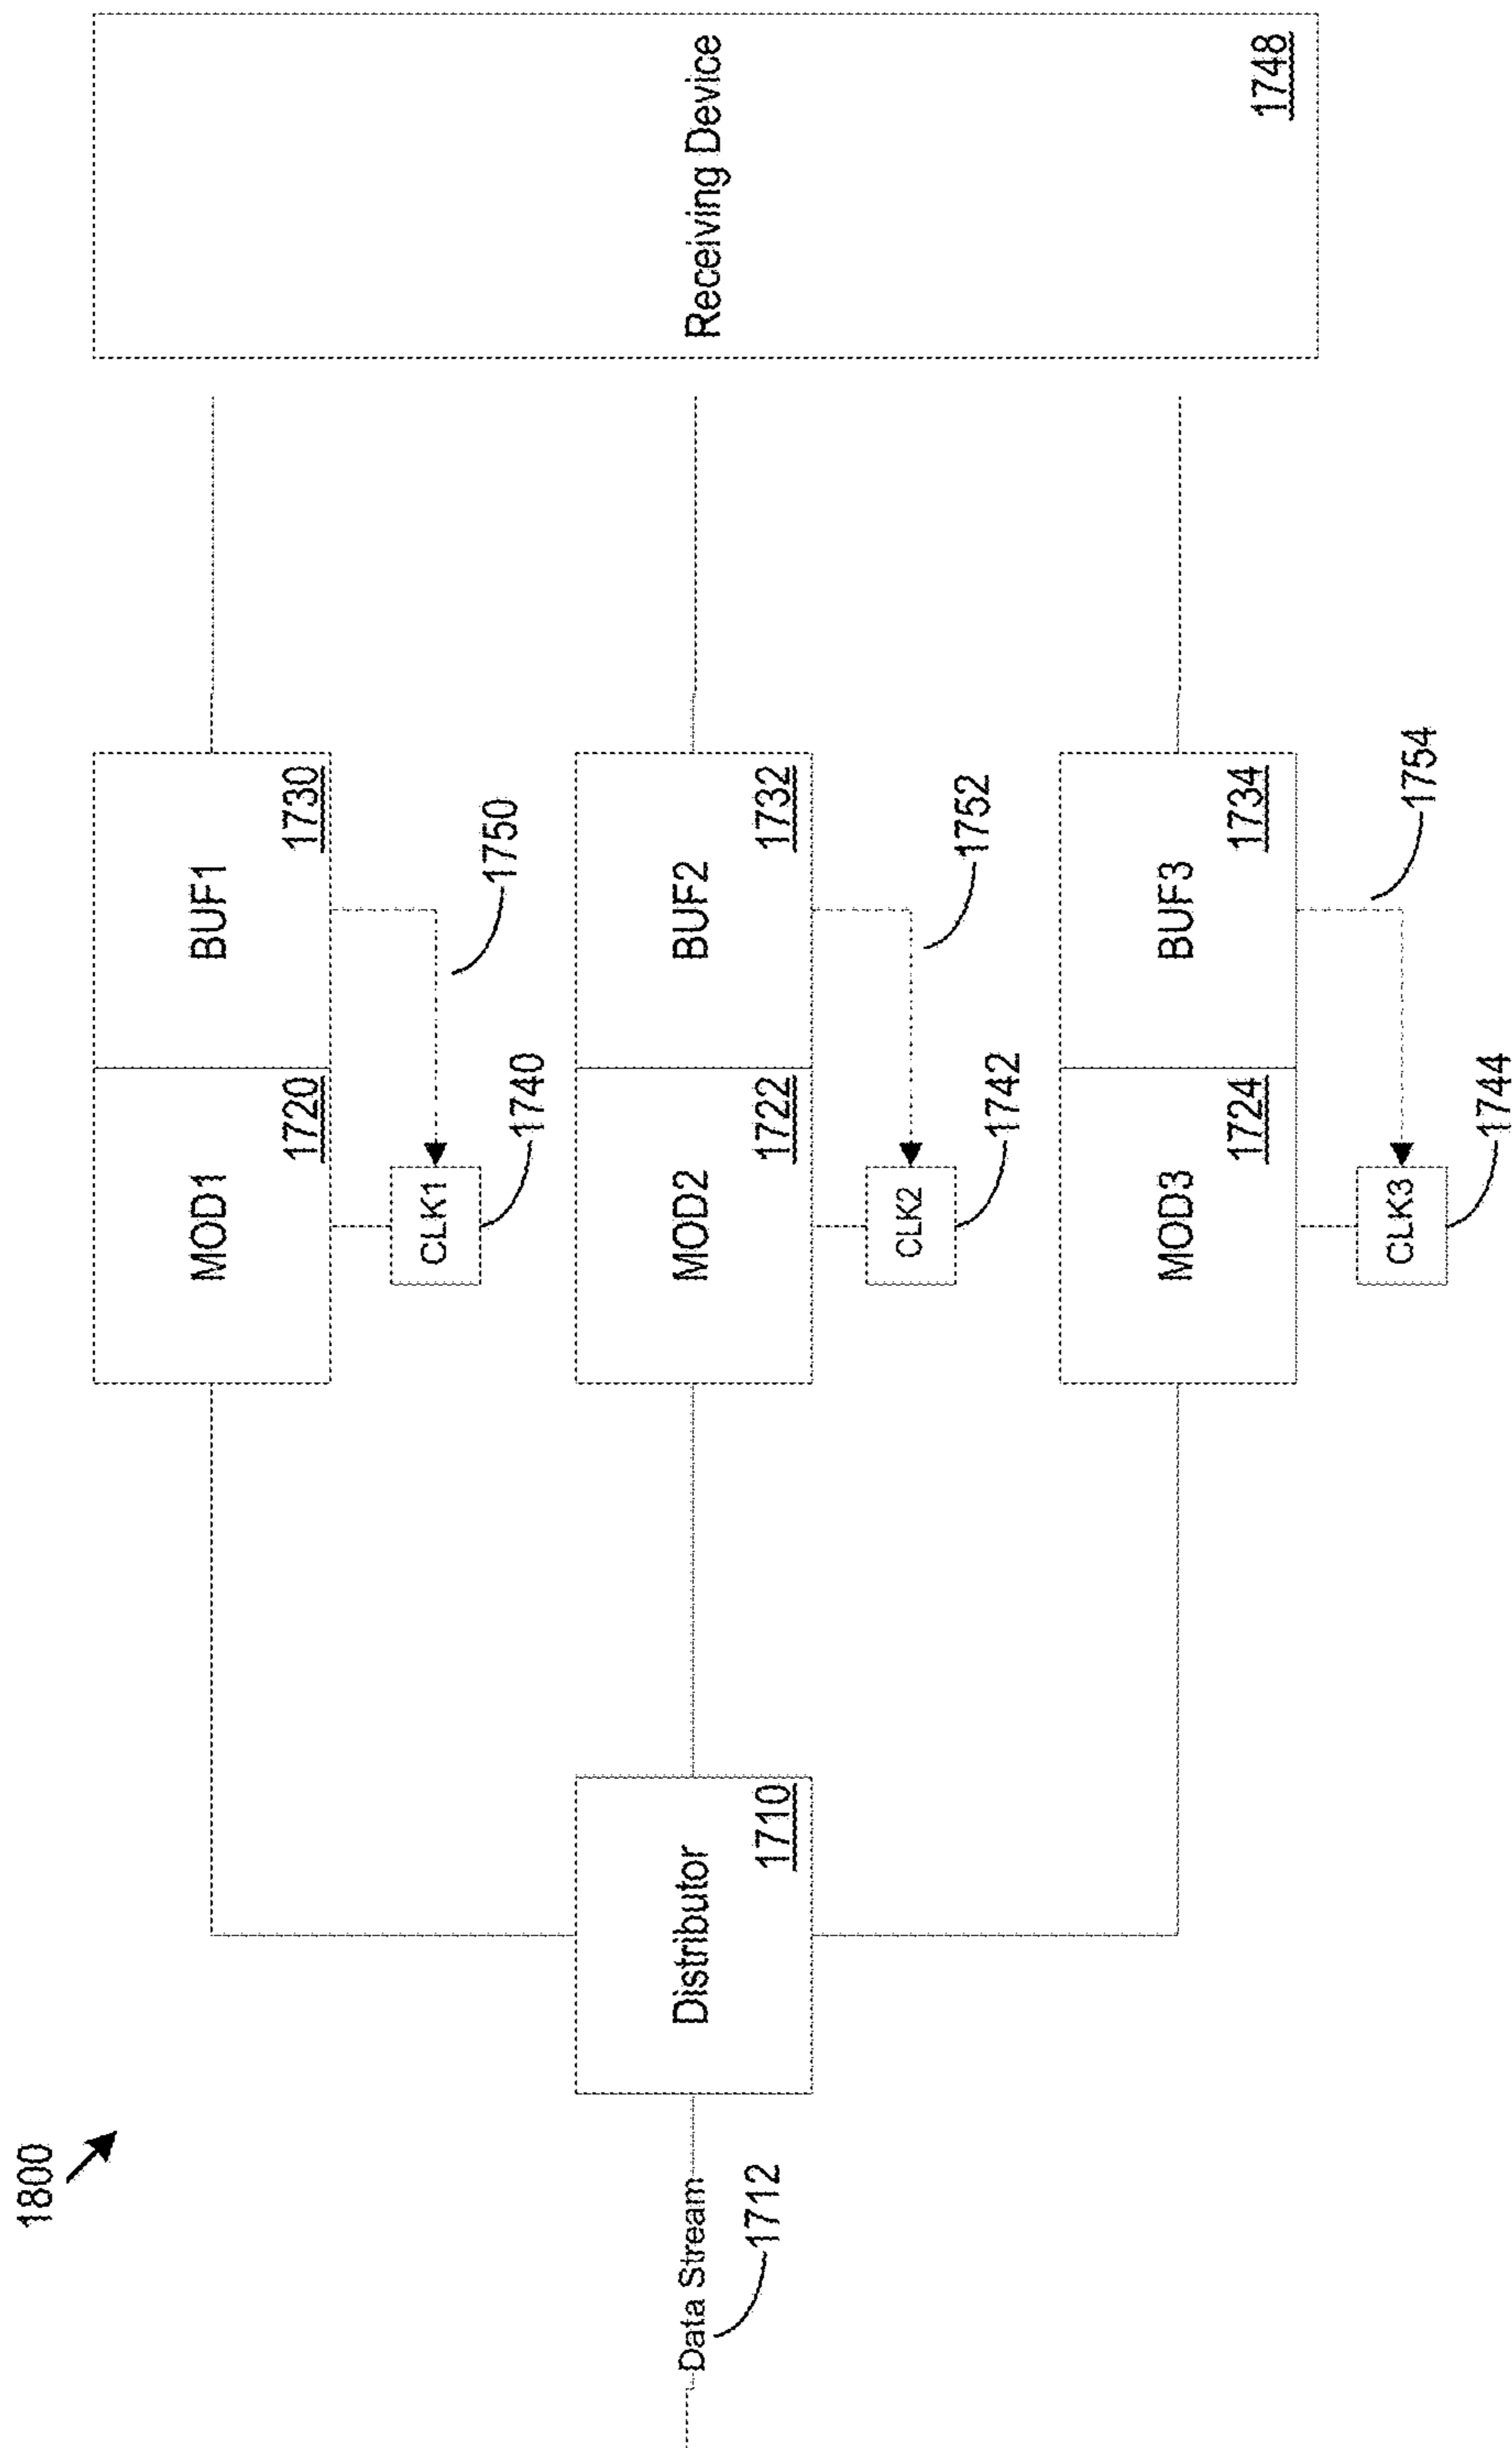 1800
Data Stream
1712
Distributor
1710
MOD1
1720
BUF1
1730
CLK1
1740
1750
MOD2
1722
BUF2
1732
CLK2
1742
1752
MOD3
1724
BUF3
1734
CLK3
1744
1754
Receiving Device
1748